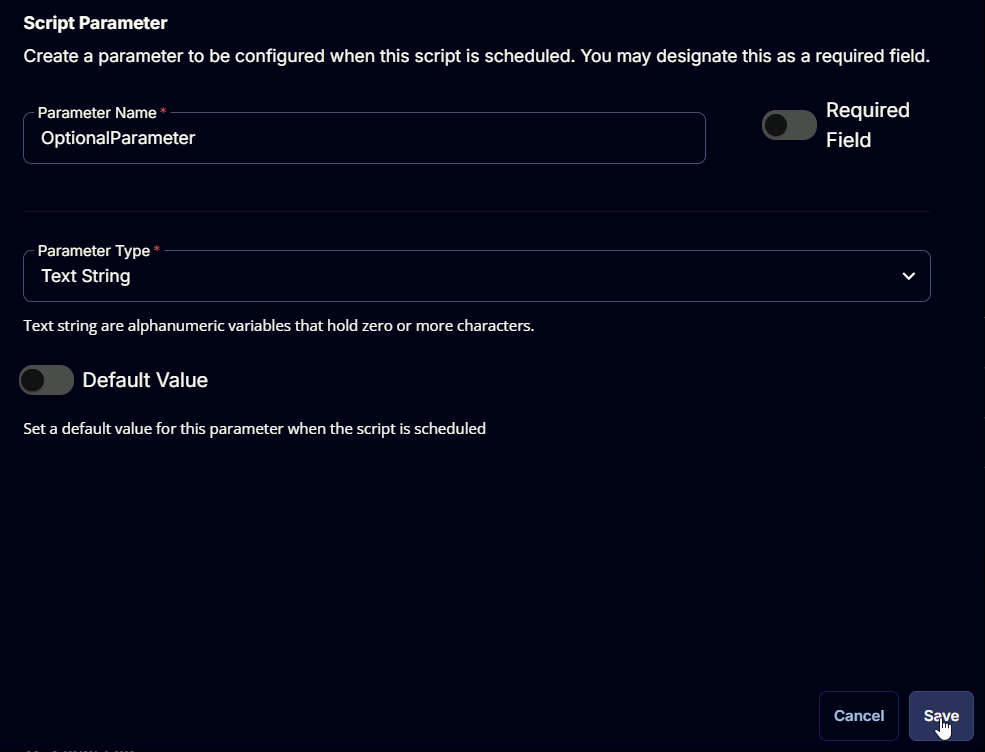 Script Parameter
Create a parameter to be configured when this script is scheduled. You may designate this as a required field.
Parameter Name *
OptionalParameter
Required
Field
Parameter Type *
Text String
Text string are alphanumeric variables that hold zero or more characters.
Default Value
Set a default value for this parameter when the script is scheduled
Cancel
Save